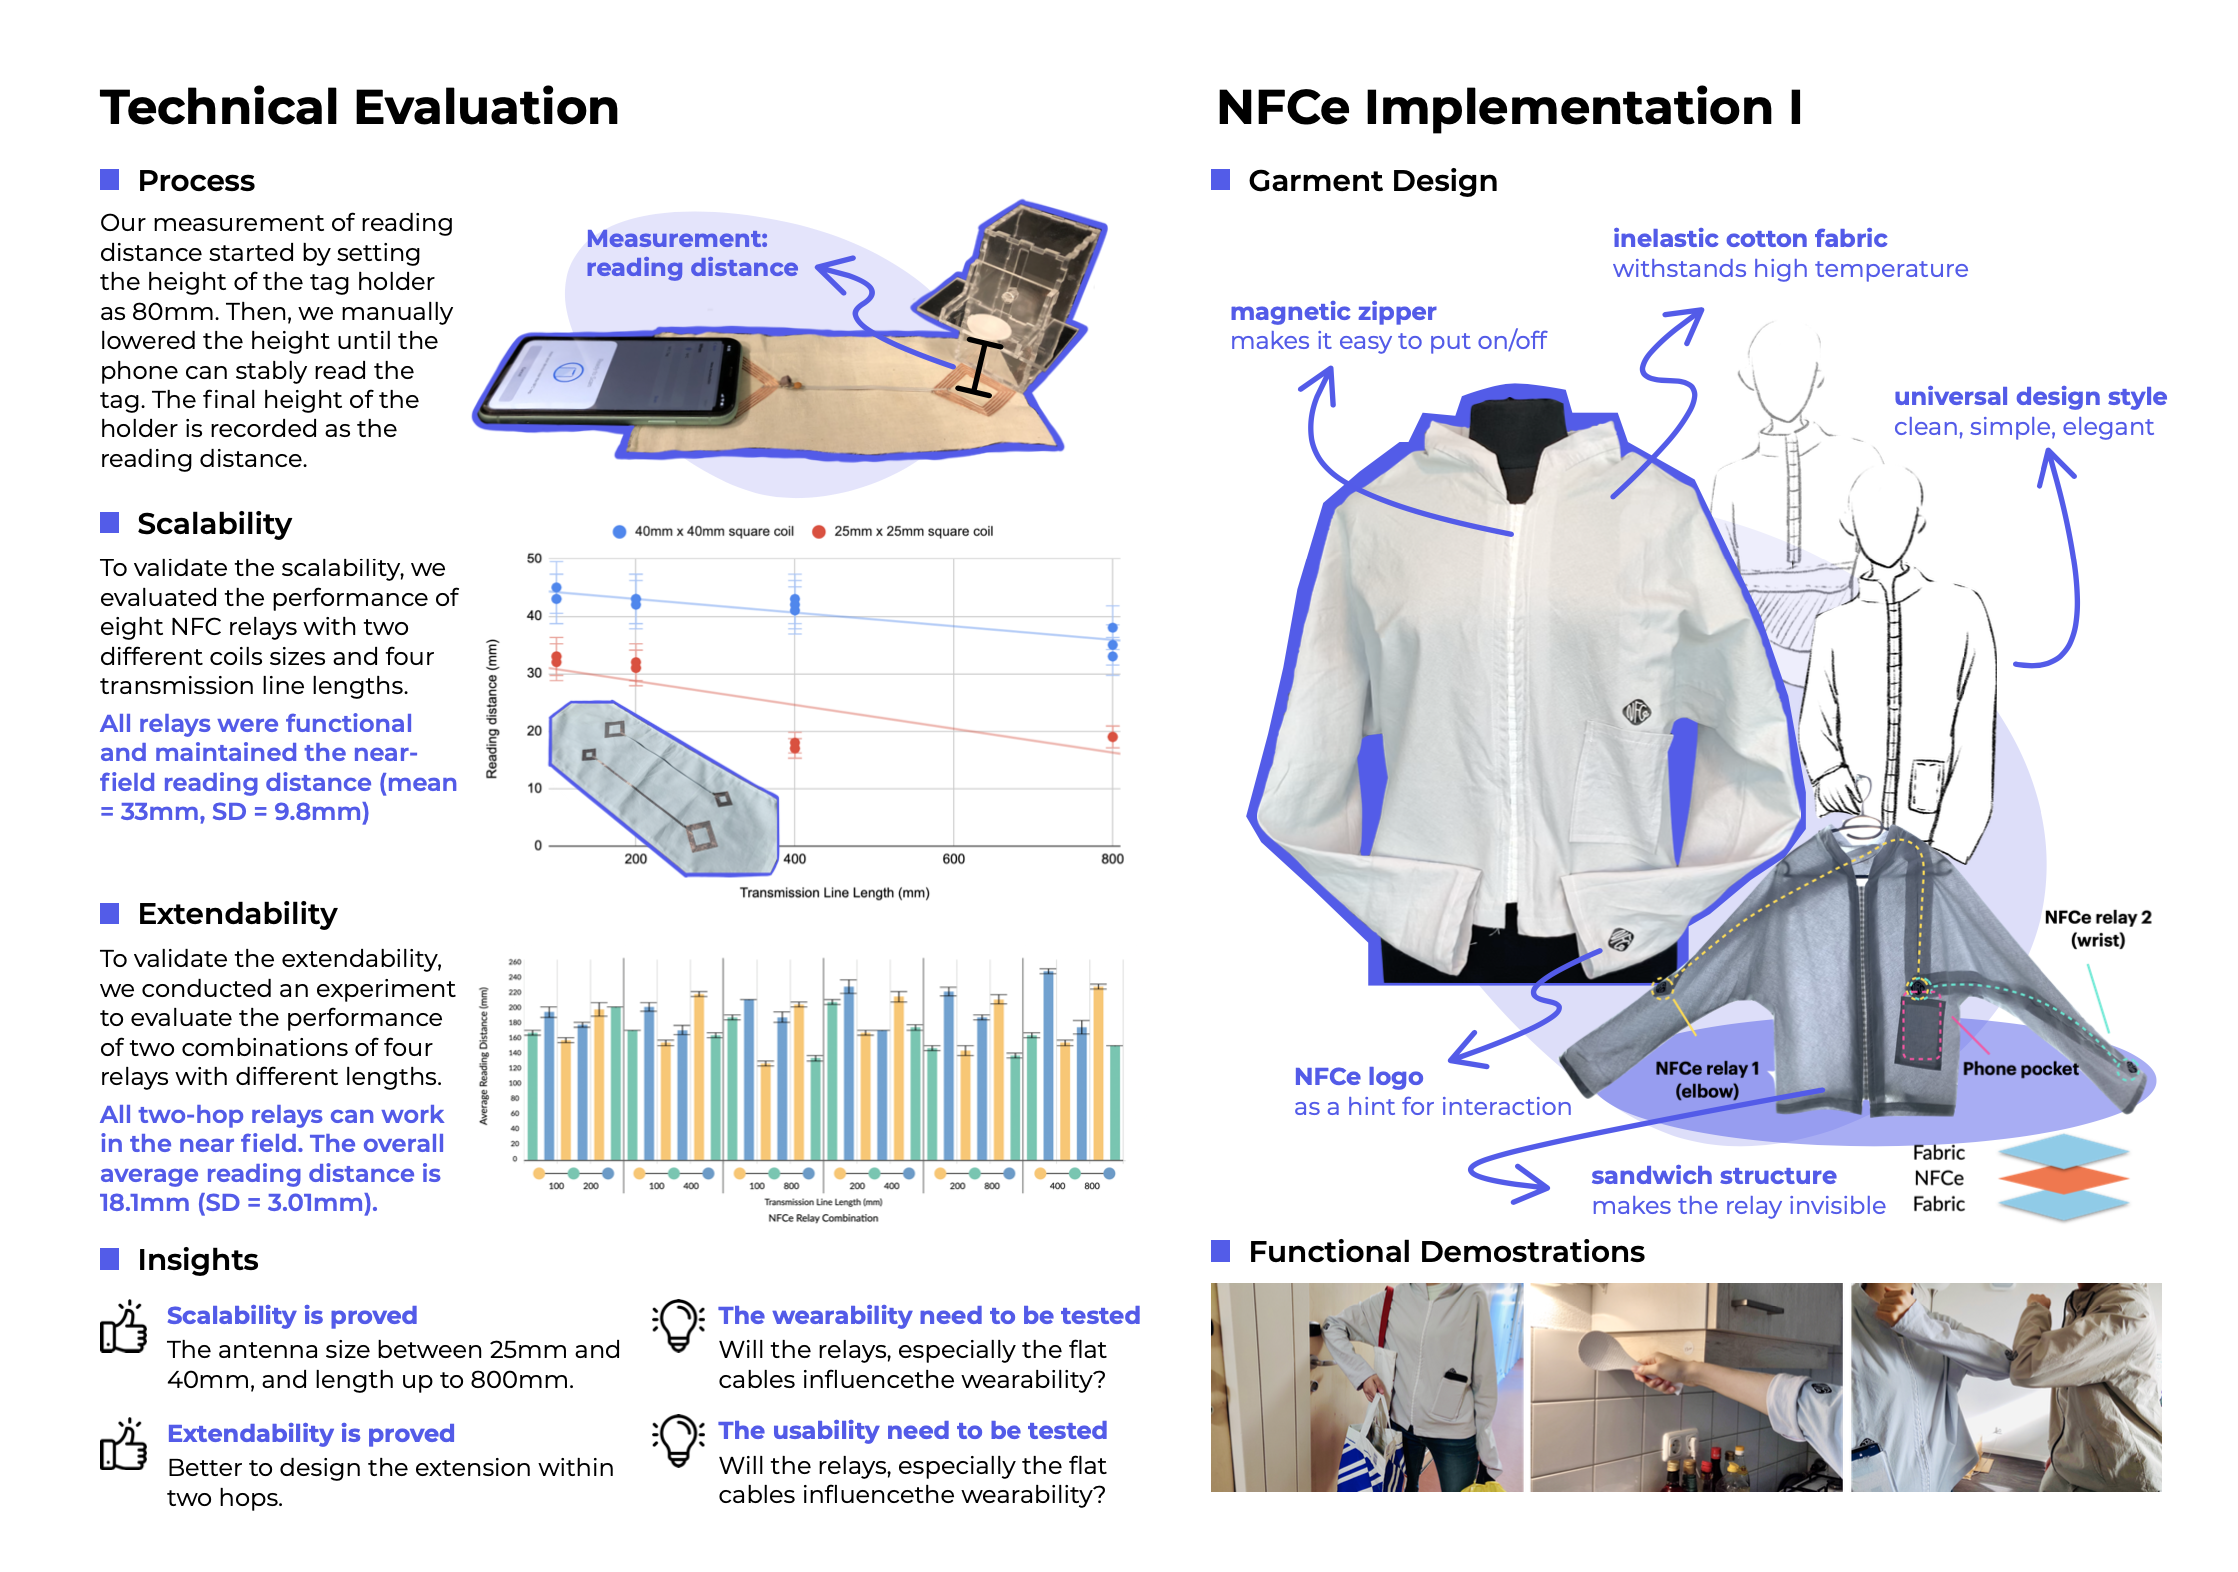 Technical Evaluation
Process
Our measurement of reading
distance started by setting
the height of the tag holder
as 80mm. Then, we manually
lowered the height until the
phone can stably read the
tag. The final height of the
holder is recorded as the
reading distance.
Measurement:
reading distance
Scalability
To validate the scalability, we
evaluated the performance of
eight NFC relays with two
different coils sizes and four
transmission line lengths.
All relays were functional
and maintained the near-
field reading distance (mean
= 33mm, SD = 9.8mm)
40mm x 40mm square coil 25mm x 25mm square coil
Reading distance (mm)
50
40
30
20
10
0
200 400 600 800
Transmission Line Length (mm)
Extendability
To validate the extendability,
we conducted an experiment
to evaluate the performance
of two combinations of four
relays with different lengths.
All two-hop relays can work
in the near field. The overall
average reading distance is
18.1mm (SD = 3.01mm).
Average Reading Distance (mm)
260
240
220
200
180
160
140
120
100
80
60
40
20
0
100 200 100 400 100 800 200 400 200 800 400 800
Transmission Line Length (mm)
NFCe Relay Combination
Insights
Scalability is proved
The antenna size between 25mm and
40mm, and length up to 800mm.
Extendability is proved
Better to design the extension within
two hops.
The wearability need to be tested
Will the relays, especially the flat
cables influencethe wearability?
The usability need to be tested
Will the relays, especially the flat
cables influencethe wearability?
NFCe Implementation I
Garment Design
inelastic cotton fabric
withstands high temperature
magnetic zipper
makes it easy to put on/off
universal design style
clean, simple, elegant
NFCe
NFCe relay 2
(wrist)
NFCe relay 1
(elbow)
Phone pocket
NFCe logo
as a hint for interaction
sandwich structure
makes the relay invisible
Fabric
NFCe
Fabric
Functional Demostrations